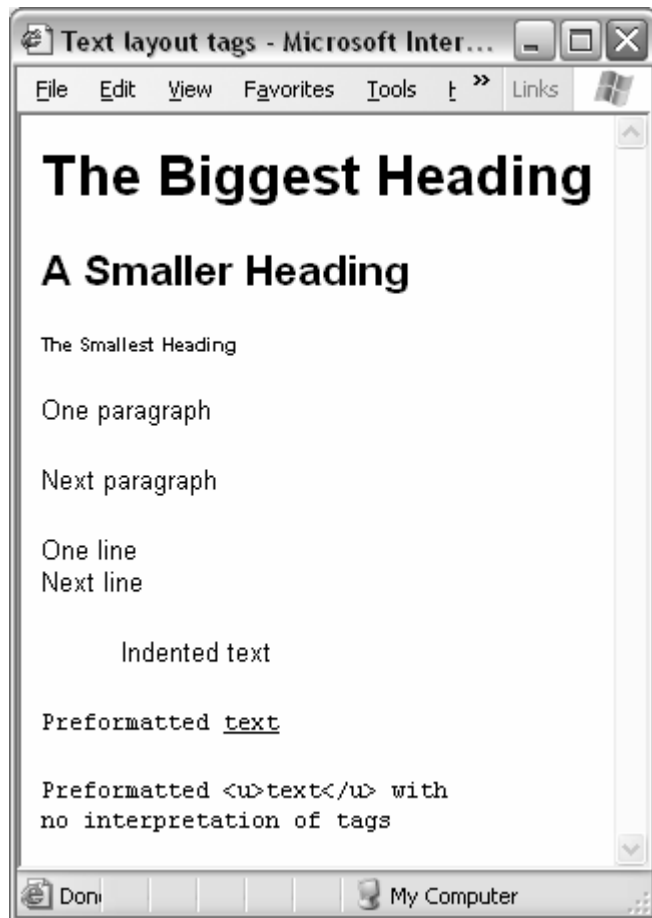 Text layout tags - Microsoft Inter...
File Edit View Favorites Tools » Links
The Biggest Heading
A Smaller Heading
The Smallest Heading
One paragraph
Next paragraph
One line
Next line
Indented text
Preformatted text
Preformatted <u>text</u> with
no interpretation of tags
My Computer